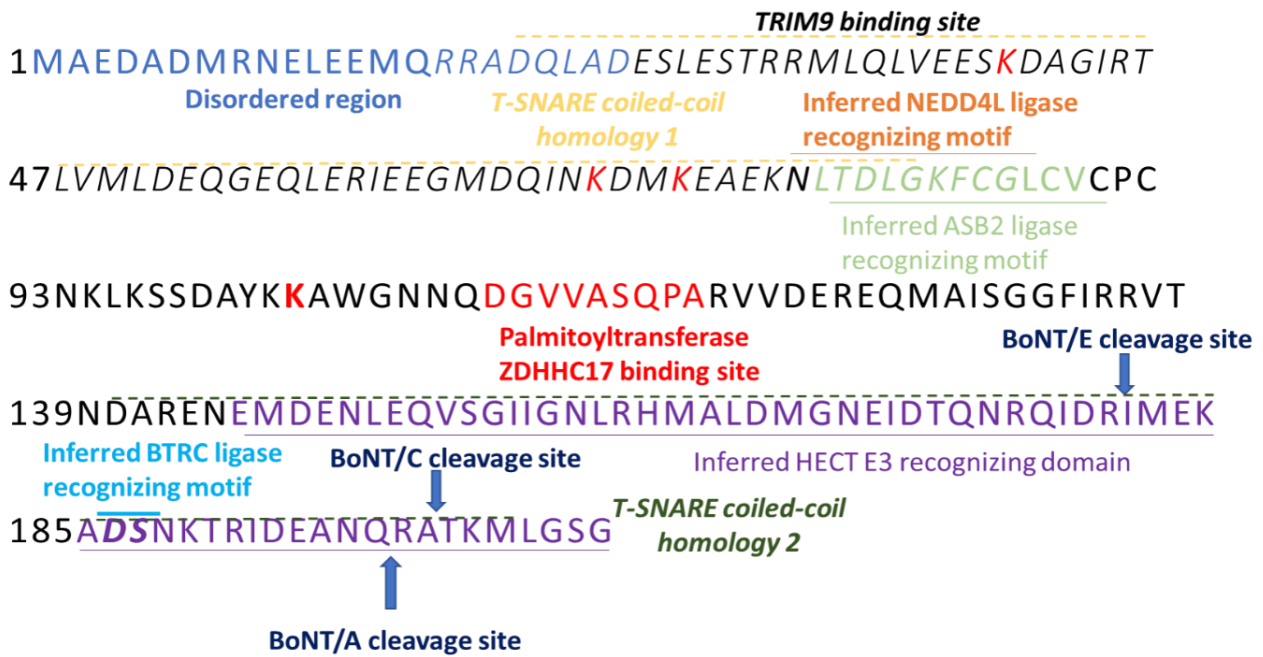 TRIM9 binding site
1MAEDADMRNELEEMQRRADQLADESLESTRRMLQLVEESKDAGIRT
Disordered region
T-SNARE coiled-coil
homology 1
Inferred NEDD4L ligase
recognizing motif
47LVMLDEQGEQLERIEEGMDQINKDMKEAEKNLTDLGKFCGLCVCPC
Inferred ASB2 ligase
recognizing motif
93NKLKSSDAYKKAWGNNQDGVVASQPARVVDEREQMAISGGFIRRVT
Palmitoyltransferase
ZDHHC17 binding site
BoNT/E cleavage site
139NDARENEMDENLEQVSGIIGNLRHMALDMGNEIDTQNRQIDRIMEK
Inferred BTRC ligase
recognizing motif
BoNT/C cleavage site
Inferred HECT E3 recognizing domain
185ADSNKTRIDEANQRATKMLGSG
T-SNARE coiled-coil
homology 2
BoNT/A cleavage site